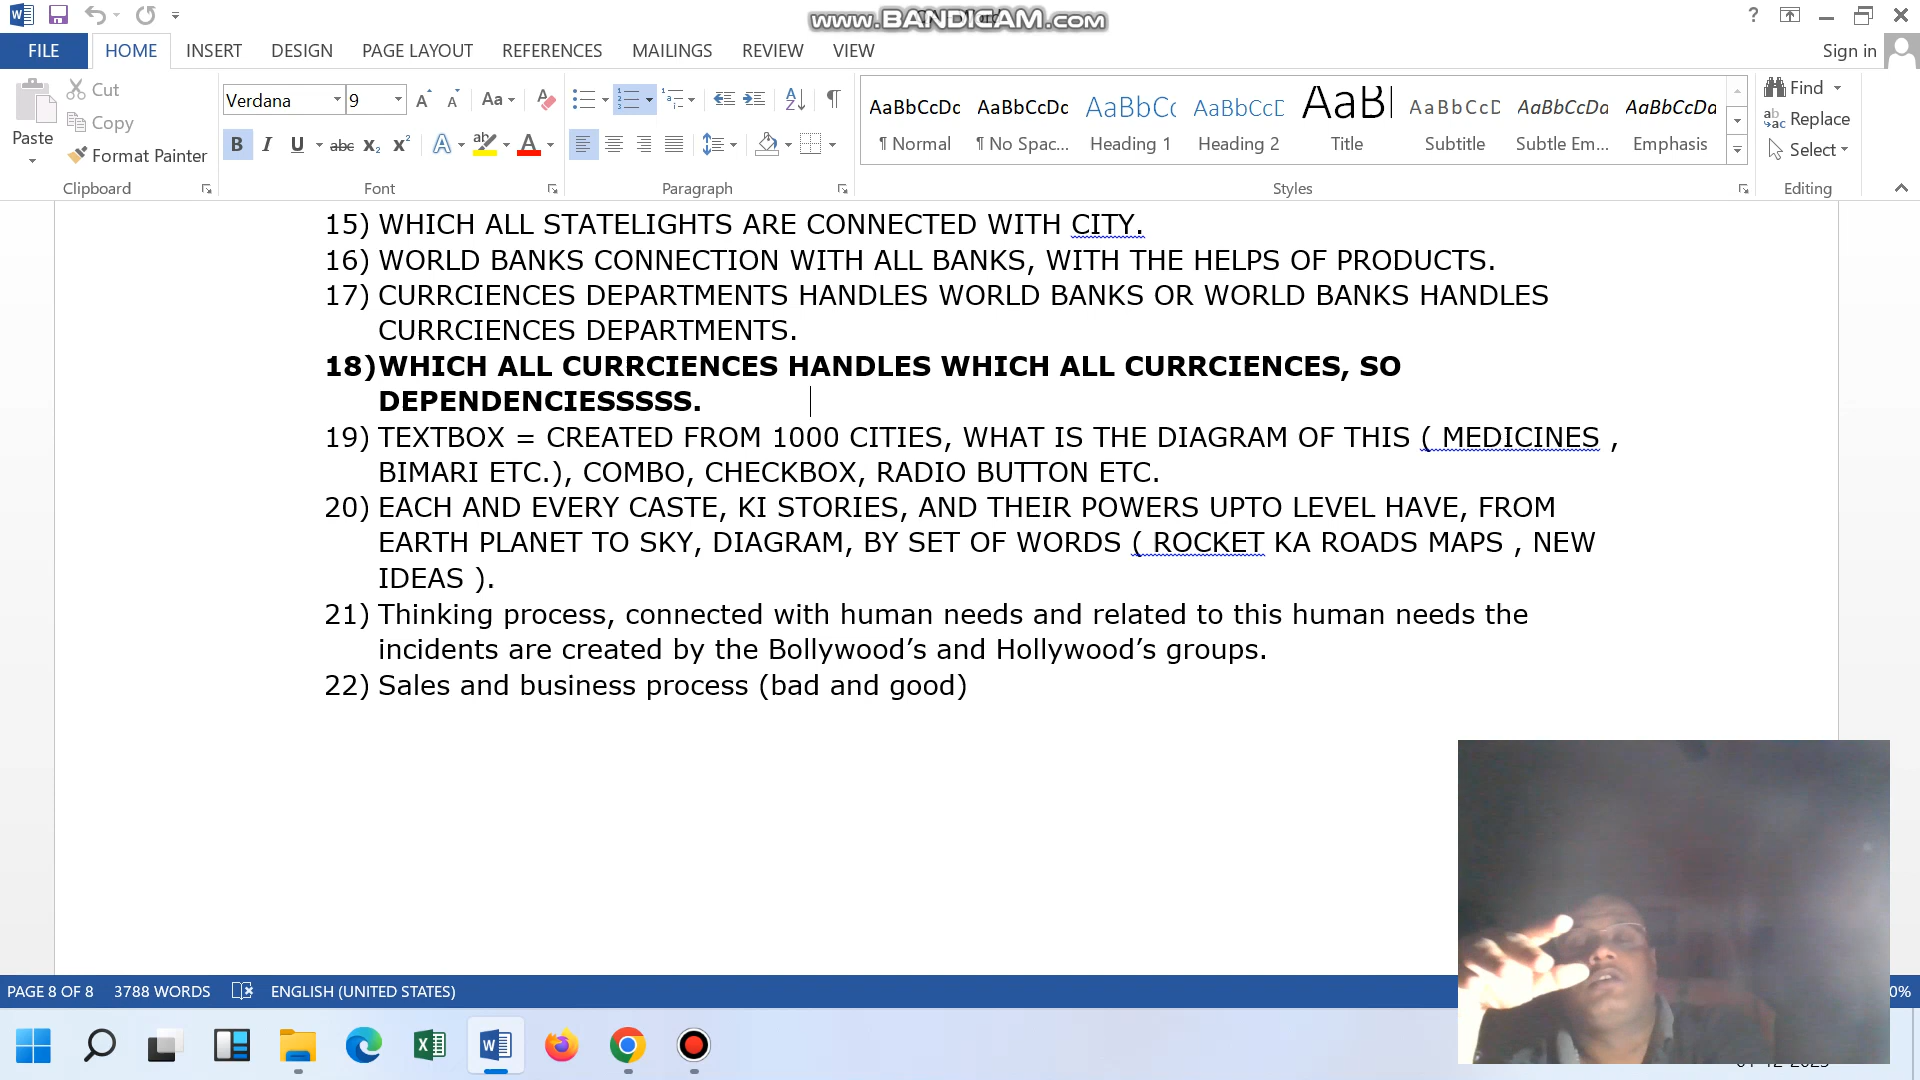 www.BANDICAM.com
FILE HOME INSERT DESIGN PAGE LAYOUT REFERENCES MAILINGS REVIEW VIEW Sign in
Paste Cut Copy Format Painter Clipboard
Verdana 9 Font
Paragraph
AaBbCcDc AaBbCcDc AaBbC AaBbCcD AaB AaBbCcD AaBbCcDa AaBbCcDa
¶ Normal ¶ No Spac... Heading 1 Heading 2 Title Subtitle Subtle Em... Emphasis
Styles
Find Replace Select Editing
15) WHICH ALL STATELIGHTS ARE CONNECTED WITH CITY.
16) WORLD BANKS CONNECTION WITH ALL BANKS, WITH THE HELPS OF PRODUCTS.
17) CURRCIENCES DEPARTMENTS HANDLES WORLD BANKS OR WORLD BANKS HANDLES
CURRCIENCES DEPARTMENTS.
18)WHICH ALL CURRCIENCES HANDLES WHICH ALL CURRCIENCES, SO
DEPENDENCIESSSSS.
19) TEXTBOX = CREATED FROM 1000 CITIES, WHAT IS THE DIAGRAM OF THIS ( MEDICINES ,
BIMARI ETC.), COMBO, CHECKBOX, RADIO BUTTON ETC.
20) EACH AND EVERY CASTE, KI STORIES, AND THEIR POWERS UPTO LEVEL HAVE, FROM
EARTH PLANET TO SKY, DIAGRAM, BY SET OF WORDS ( ROCKET KA ROADS MAPS , NEW
IDEAS ).
21) Thinking process, connected with human needs and related to this human needs the
incidents are created by the Bollywood’s and Hollywood’s groups.
22) Sales and business process (bad and good)
PAGE 8 OF 8 3788 WORDS ENGLISH (UNITED STATES)